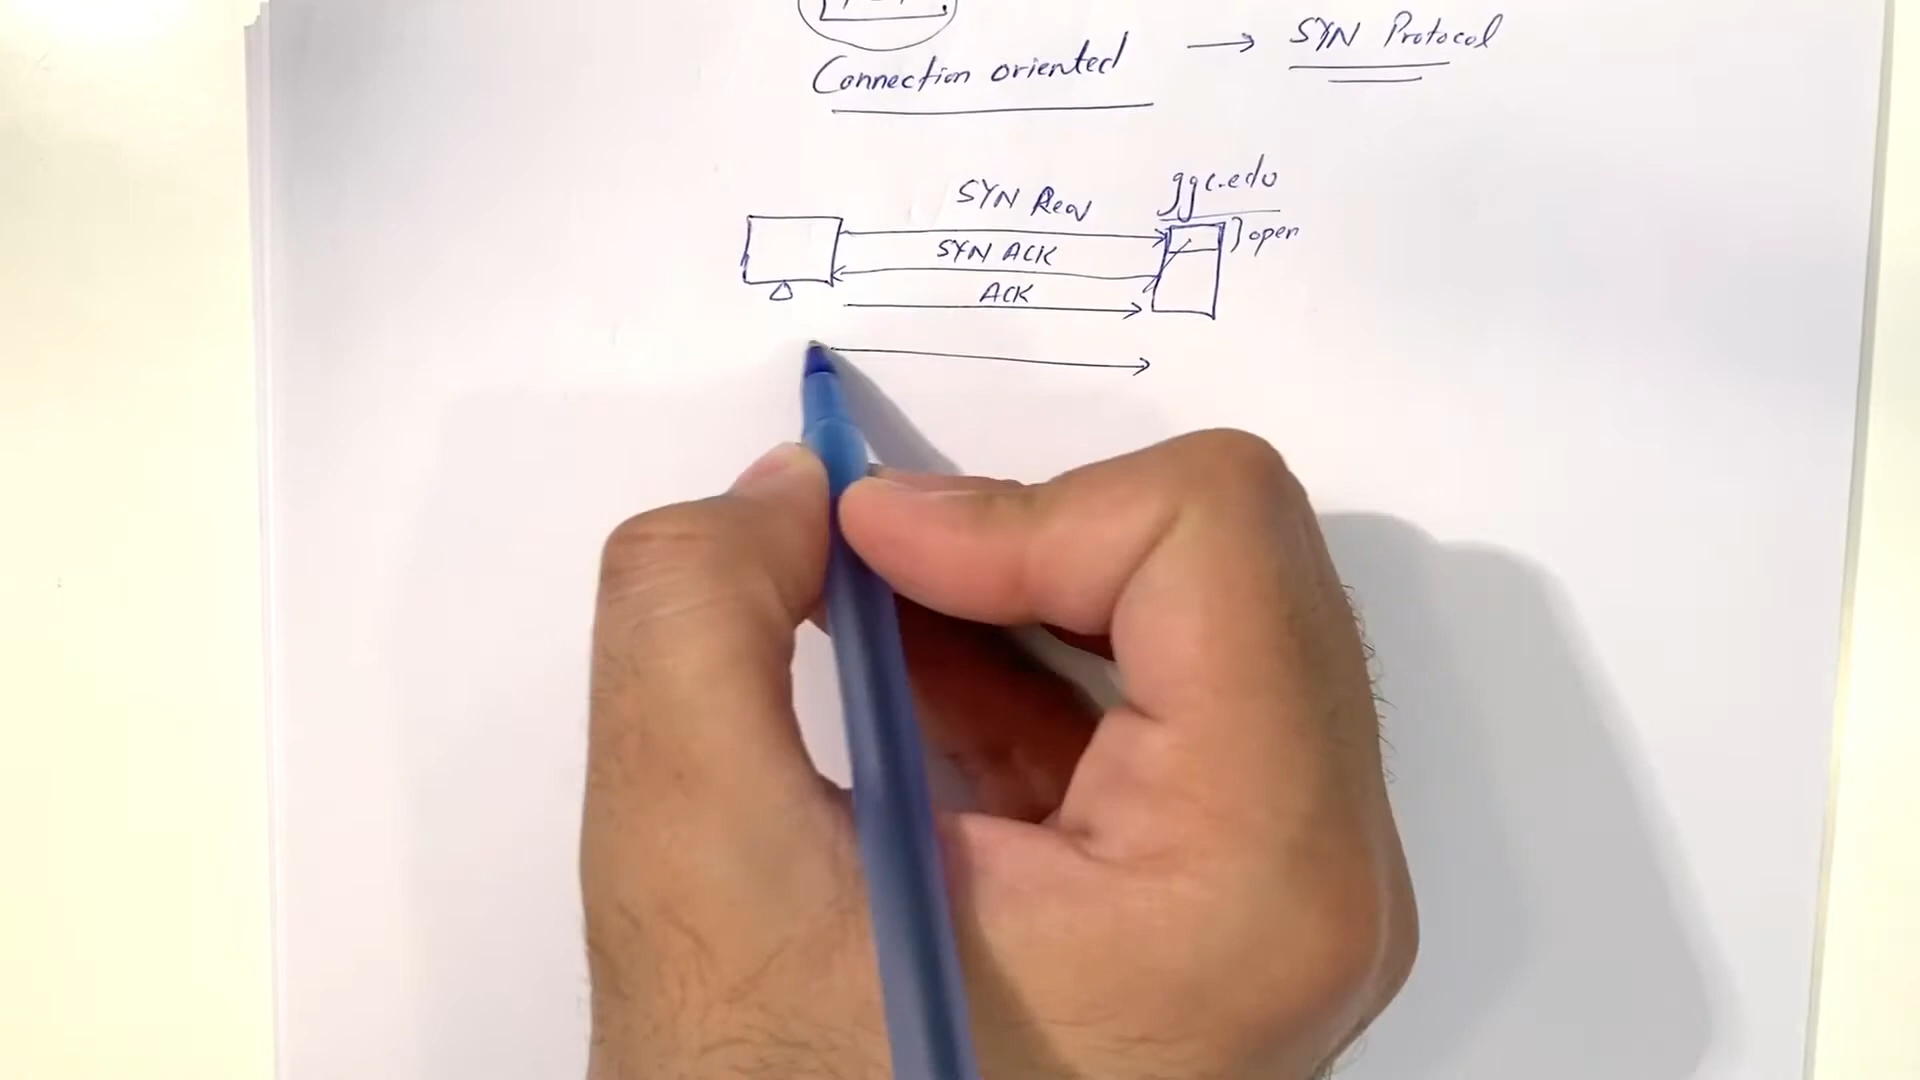 Connection oriented → SYN Protocol
ggc.edu
SYN Req
} open
SYN ACK
ACK